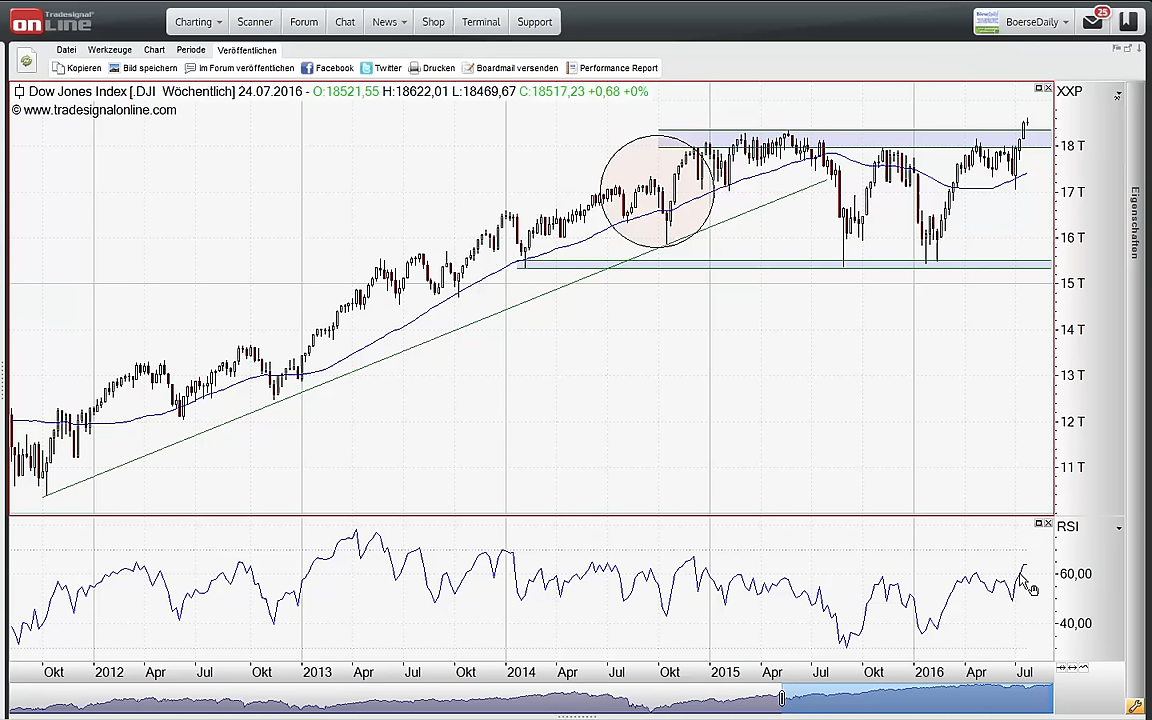 Tradesignal
onLine
Charting Scanner Forum Chat News Shop Terminal Support
BoerseDaily
25
Datei Werkzeuge Chart Periode Veröffentlichen
Kopieren Bild speichern im Forum veröffentlichen Facebook Twitter Drucken Boardmail versenden Performance Report
Dow Jones Index [.DJI Wöchentlich] 24.07.2016 - O:18521,55 H:18622,01 L:18469,67 C:18517,23 +0,68 +0%
© www.tradesignalonline.com
XXP
18 T
17 T
16 T
15 T
14 T
13 T
12 T
11 T
Eigenschaften
RSI
60,00
40,00
Okt 2012 Apr Jul Okt 2013 Apr Jul Okt 2014 Apr Jul Okt 2015 Apr Jul Okt 2016 Apr Jul